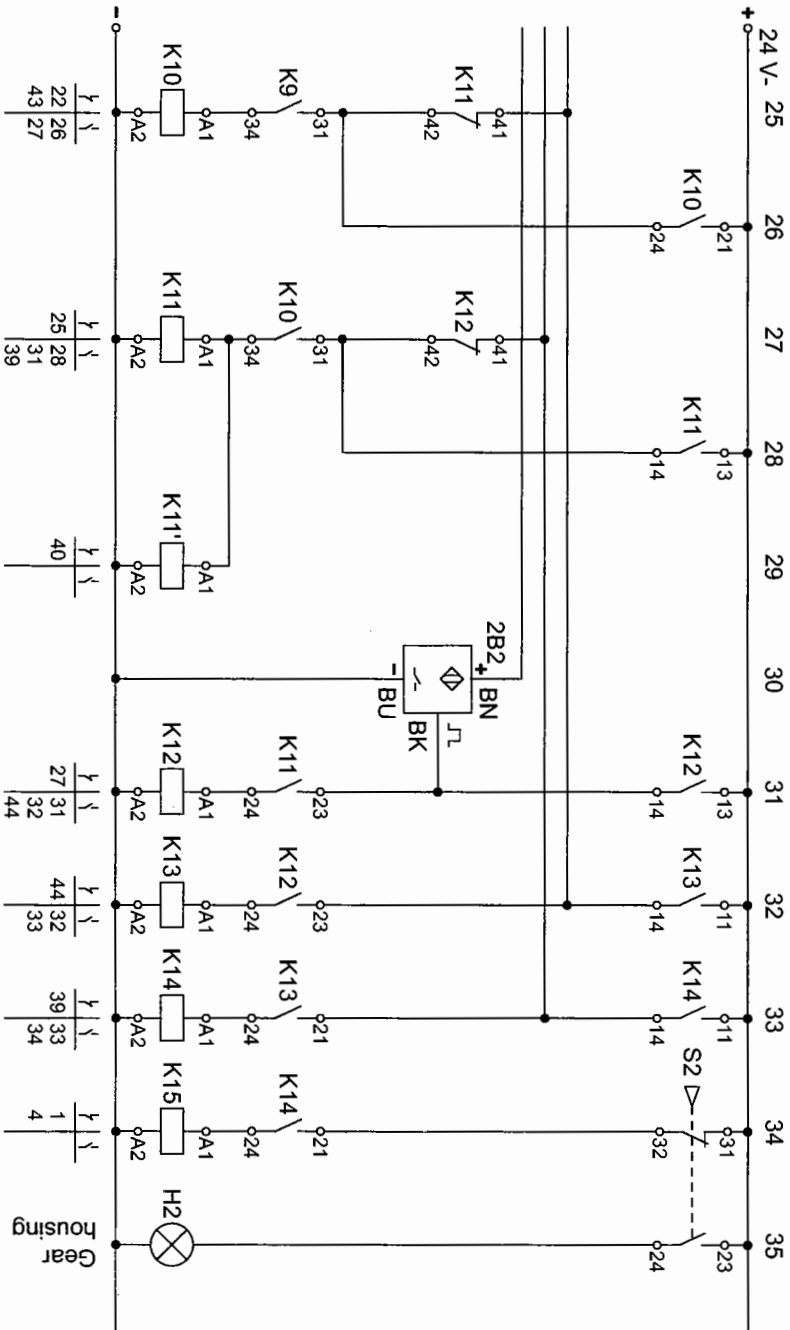 24 V- 25 26 27 28 29 30 31 32 33 34 35
+
21 13 13 11 11 31 23
K10 K11 K12 K13 K14 S2
24 14 14 14 14 32 24
41 41 2B2 + BN
K11 K12
42 42 - BU BK
31 31 23 23 21 21
K9 K10 K11 K12 K13 K14
34 34 24 24 24 24
A1 A1 A1 A1 A1 A1 A1
K10 K11 K11' K12 K13 K14 K15 H2
A2 A2 A2 A2 A2 A2 A2
-
22 26 25 28 40 27 31 44 32 39 33 1 Gear
43 27 31 32 33 34 4 housing
39 44